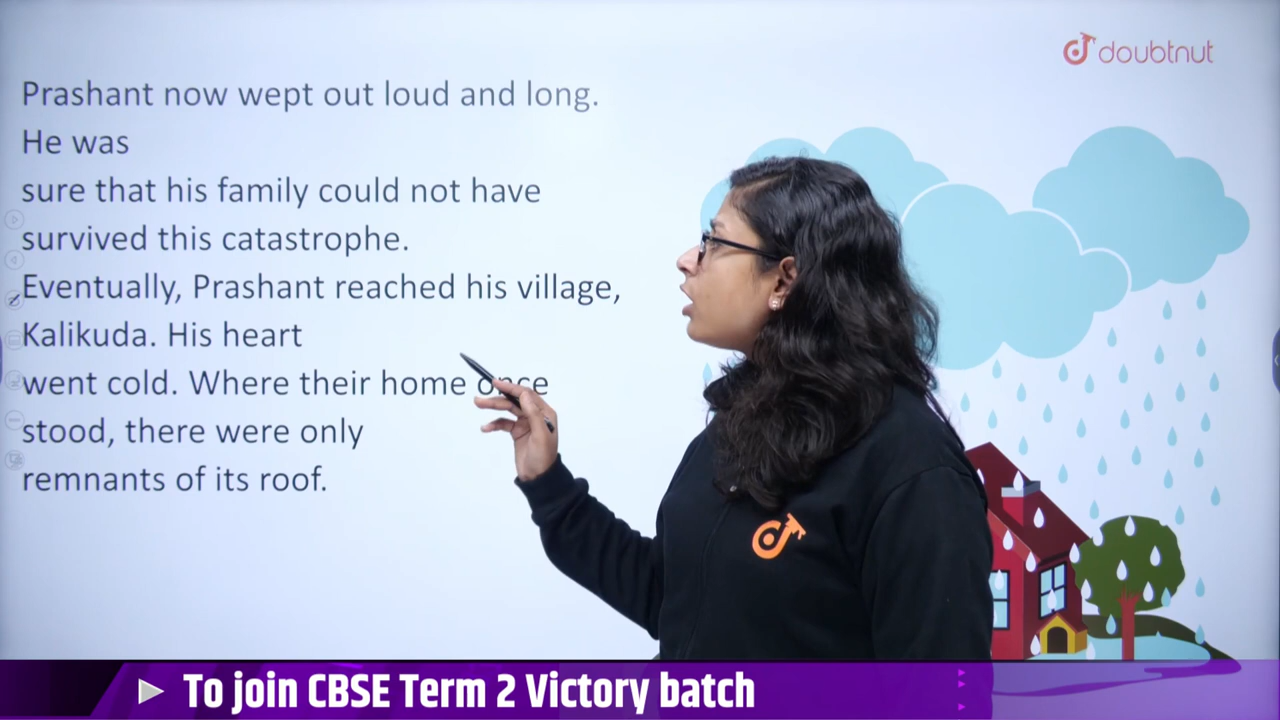 doubtnut
Prashant now wept out loud and long.
He was
sure that his family could not have
survived this catastrophe.
Eventually, Prashant reached his village,
Kalikuda. His heart
went cold. Where their home once
stood, there were only
remnants of its roof.
To join CBSE Term 2 Victory batch